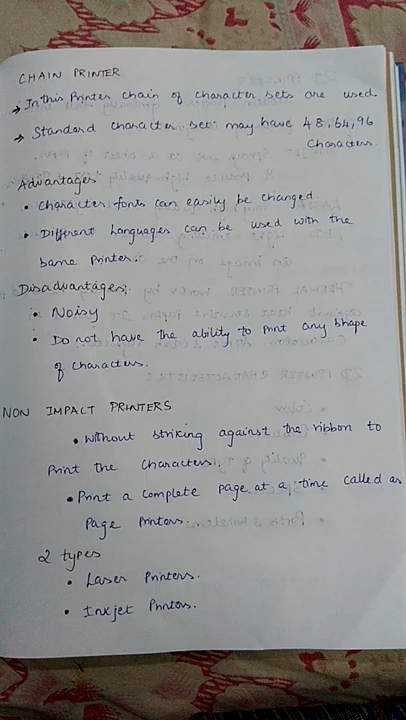 CHAIN PRINTER
→ In this Printer chain of character sets are used.
→ Standard character set may have 48, 64, 96
Characters.
Advantages
• Character fonts can easily be changed.
• Different Languages can be used with the
same printer.
Disadvantages:
• Noisy
• Do not have the ability to print any shape
of characters.
NON IMPACT PRINTERS
• Without striking against the ribbon to
Print the Characters.
• Print a Complete page at a time called as
Page Printers.
2 types
• Laser Printers.
• Inkjet Printers.